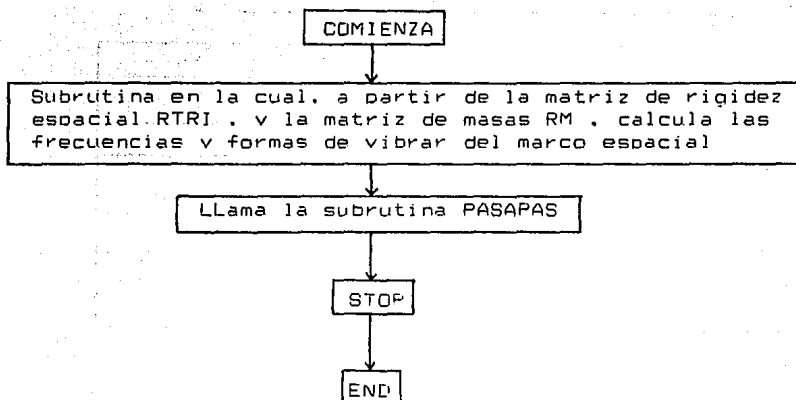 COMIENZA
Subrutina en la cual, a partir de la matriz de rigidez
espacial RTRI , y la matriz de masas RM , calcula las
frecuencias y formas de vibrar del marco espacial
LLama la subrutina PASAPAS
STOP
END